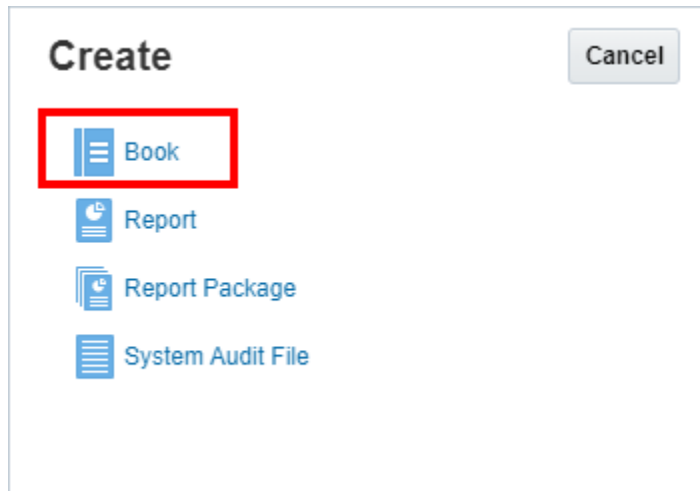 Create
Cancel
Book
Report
Report Package
System Audit File